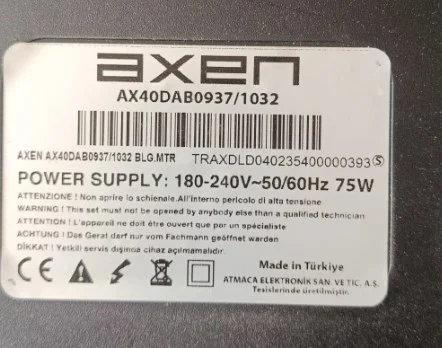 axen
AX40DAB0937/1032
AXEN AX40DAB0937/1032 BLG.MTR TRAXDLD040235400000393 S
POWER SUPPLY: 180-240V~50/60Hz 75W
ATTENZIONE ! Non aprire lo schienale.All'interno pericolo di alta tensione
WARNING ! This set must not be opened by anybody else than a qualified technician
ATTENTION ! L'appareil ne doit être ouvert que por un spécialiste
ACHTUNG ! Das Gerat darf nur vom Fachmann geöffnet warden
DİKKAT ! Yetkili servis dışında cihaz açılmamalıdır.
CE
Made in Türkiye
ATMACA ELEKTRONİK SAN. VE TİC. A.S.
Tesislerinde üretilmiştir.